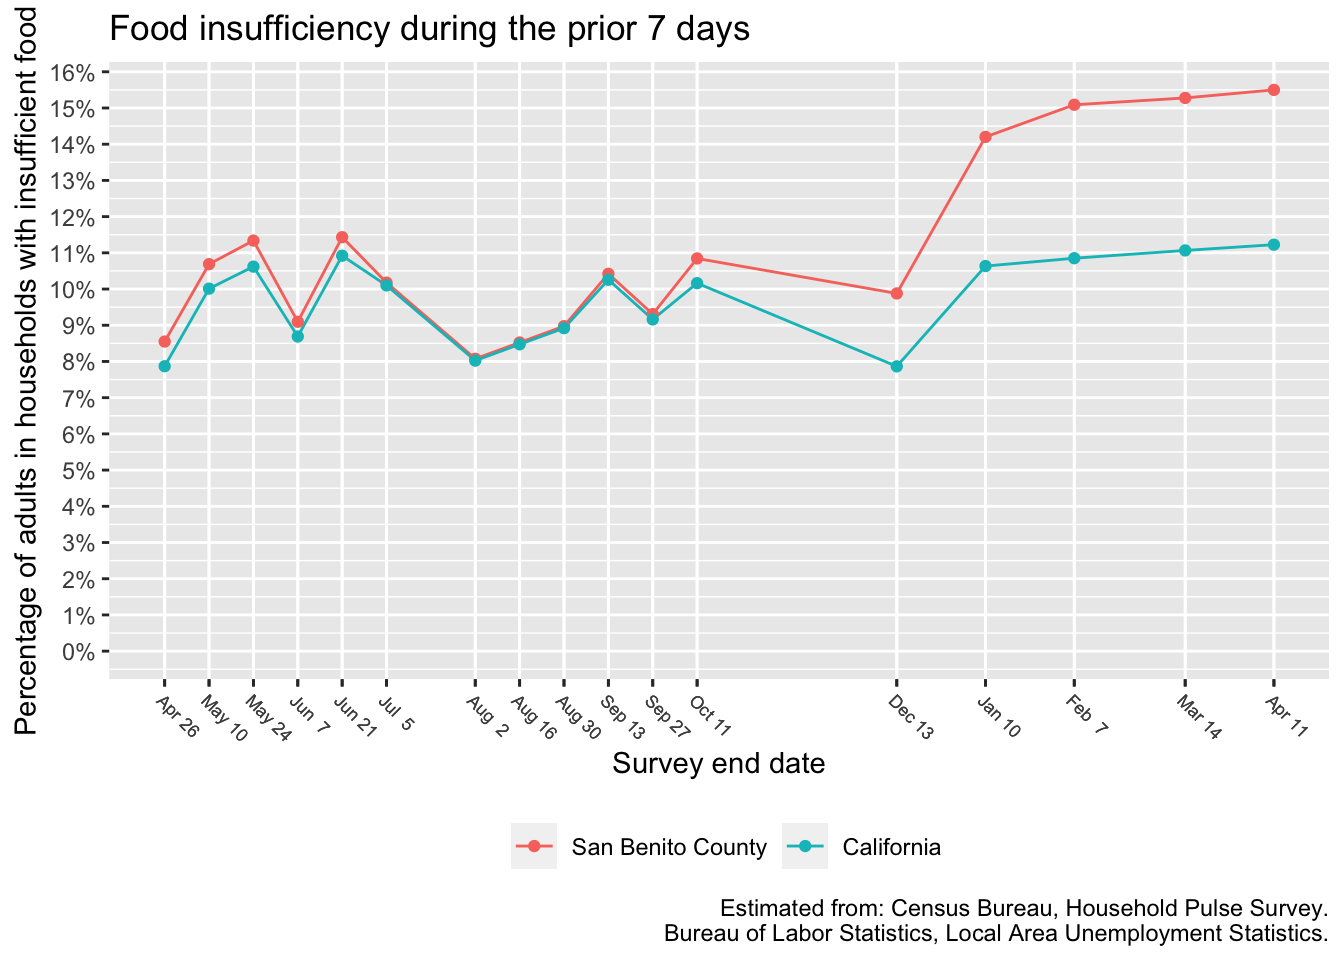 Food insufficiency during the prior 7 days
Percentage of adults in households with insufficient food
16%
15%
14%
13%
12%
11%
10%
9%
8%
7%
6%
5%
4%
3%
2%
1%
0%
Apr 26
May 10
May 24
Jun 7
Jun 21
Jul 5
Aug 2
Aug 16
Aug 30
Sep 13
Sep 27
Oct 11
Dec 13
Jan 10
Feb 7
Mar 14
Apr 11
Survey end date
San Benito County
California
Estimated from: Census Bureau, Household Pulse Survey.
Bureau of Labor Statistics, Local Area Unemployment Statistics.